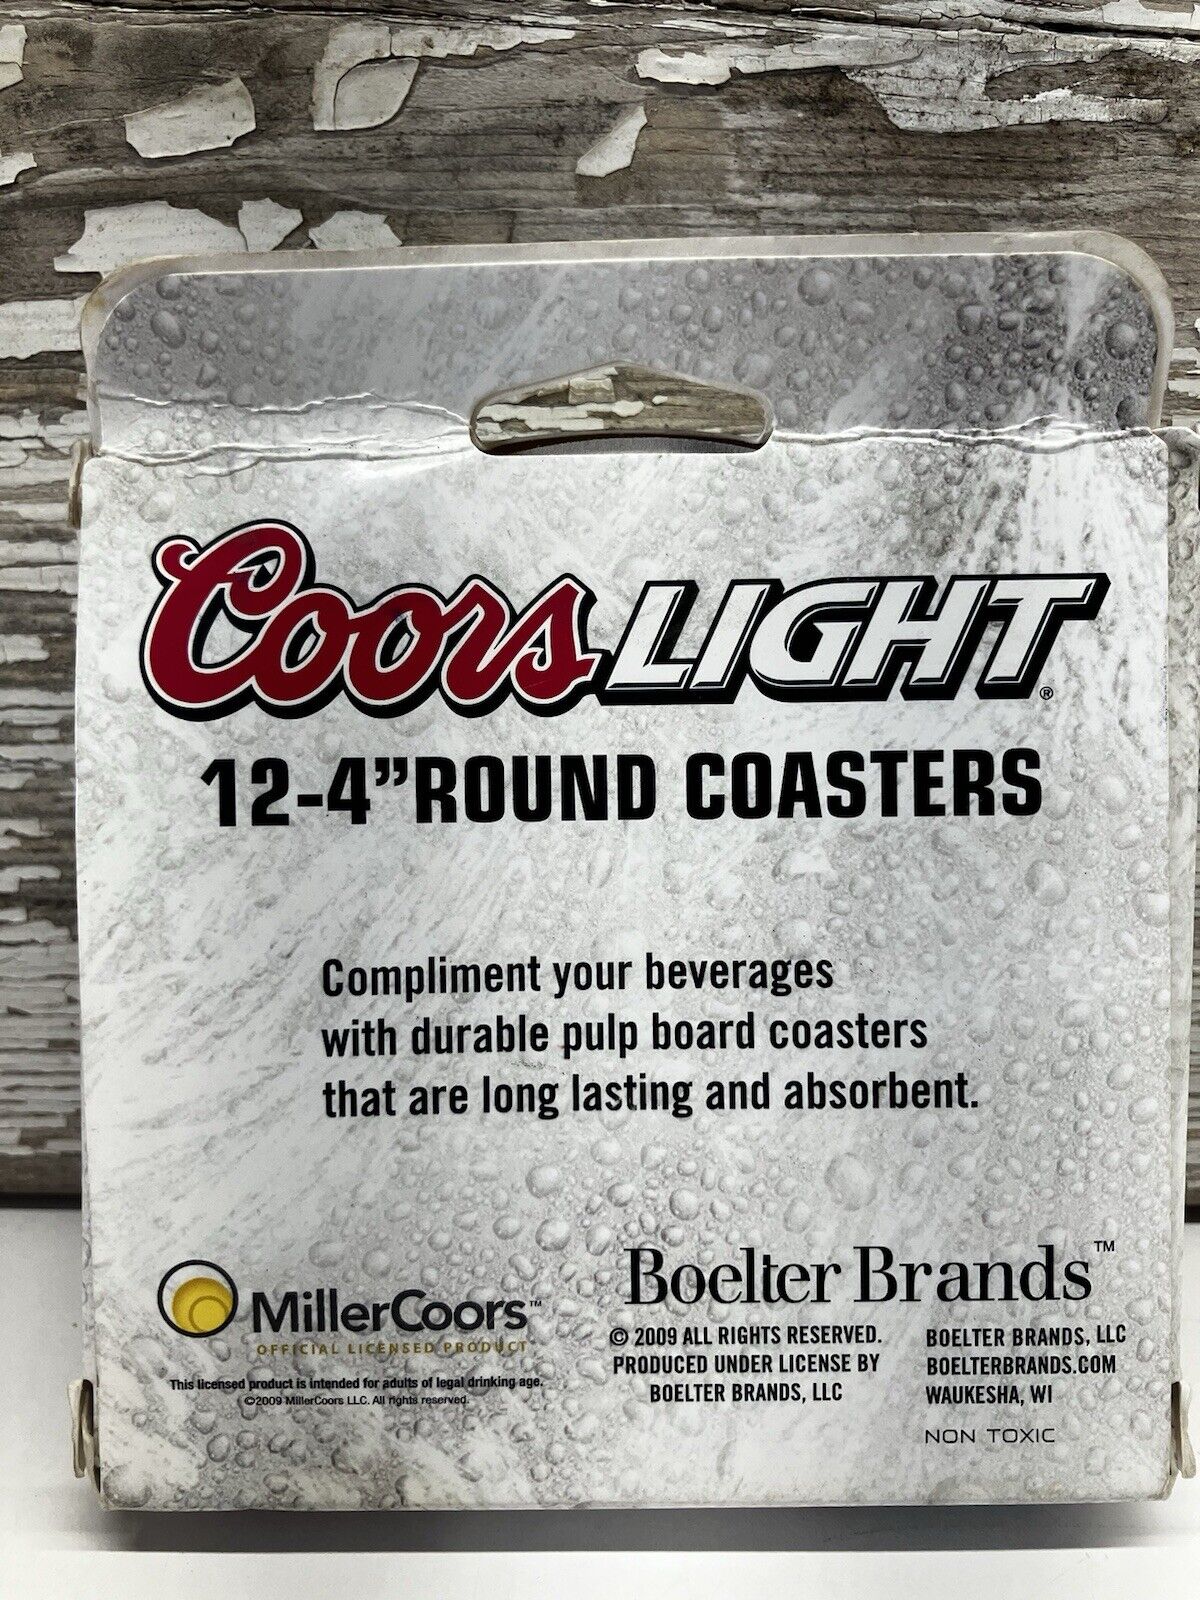 Coors LIGHT®
12-4” ROUND COASTERS
Compliment your beverages
with durable pulp board coasters
that are long lasting and absorbent.
MillerCoors™
OFFICIAL LICENSED PRODUCT
This licensed product is intended for adults of legal drinking age.
©2009 MillerCoors LLC. All rights reserved.
Boelter Brands™
© 2009 ALL RIGHTS RESERVED.
PRODUCED UNDER LICENSE BY
BOELTER BRANDS, LLC
BOELTER BRANDS, LLC
BOELTERBRANDS.COM
WAUKESHA, WI
NON TOXIC